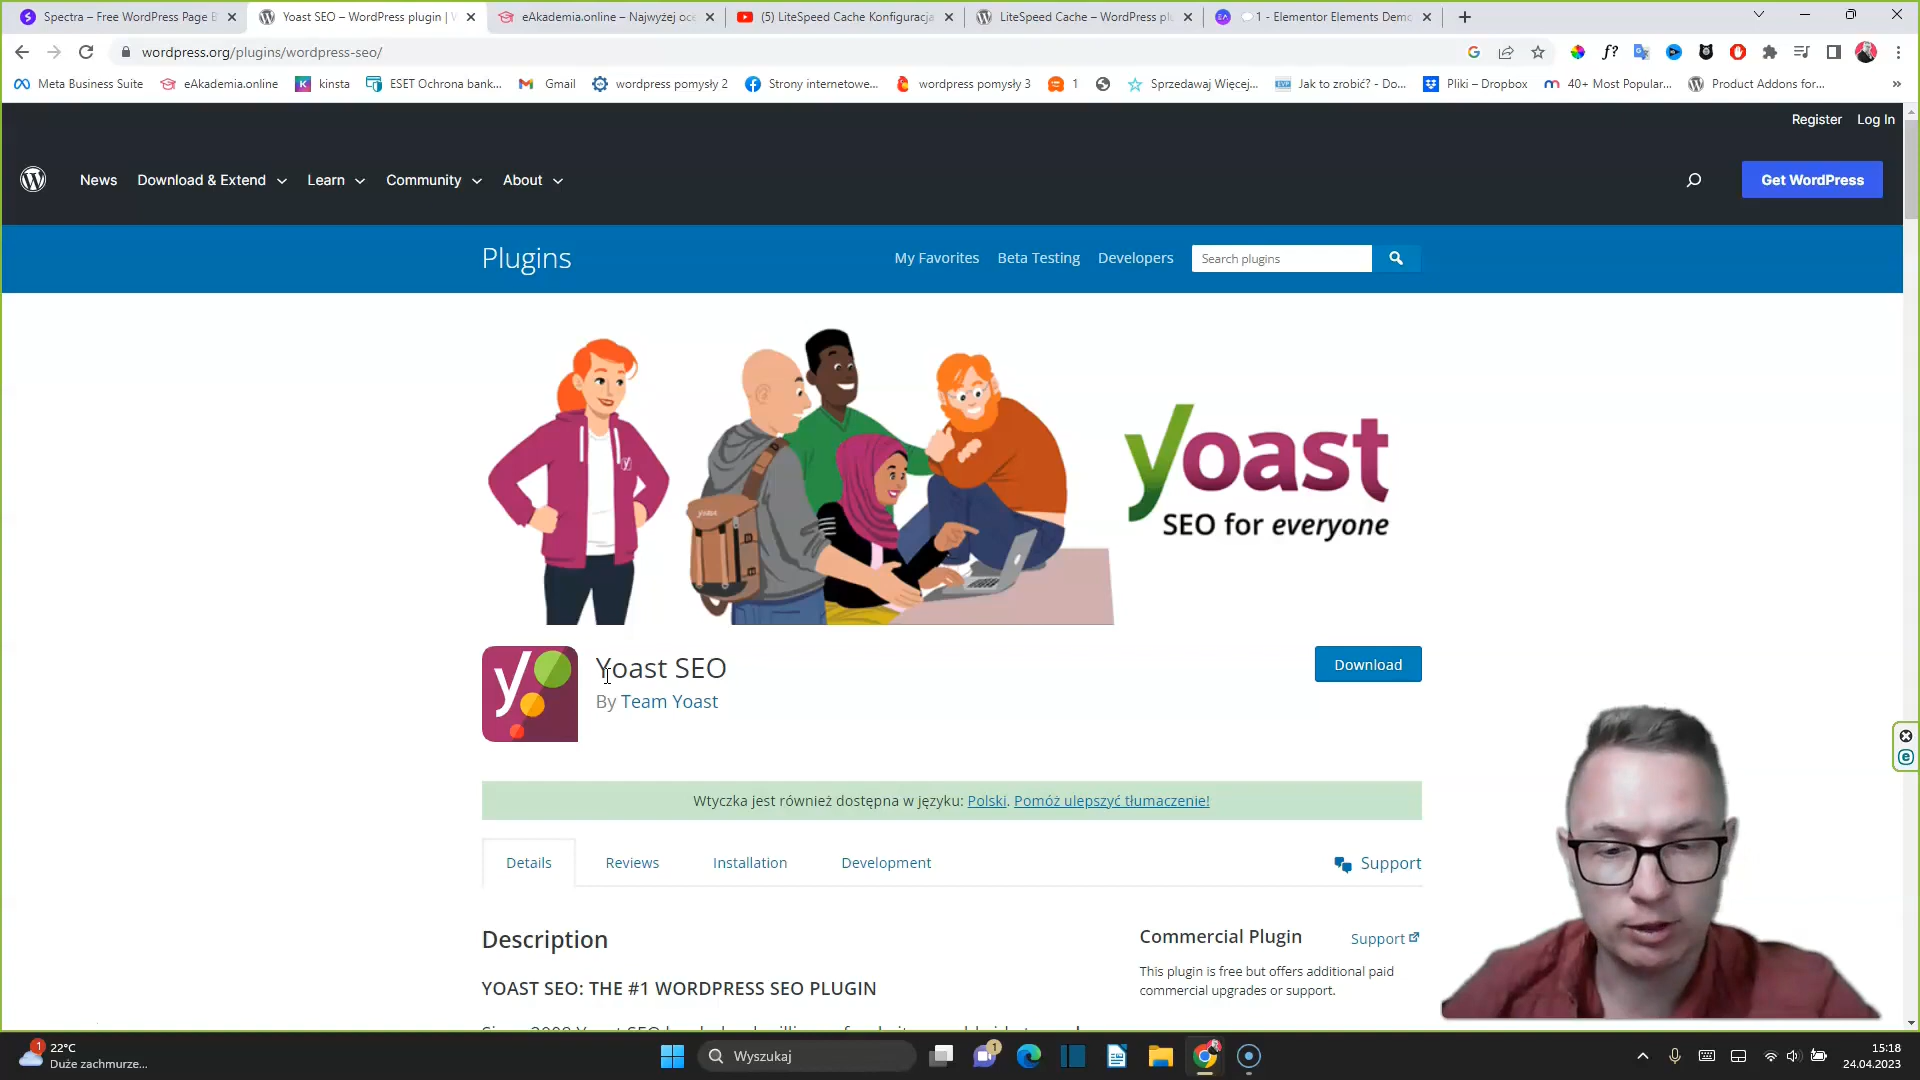 Spectra – Free WordPress Page B
Yoast SEO – WordPress plugin | W
eAkademia.online – Najwyżej oce
(5) LiteSpeed Cache Konfiguracja
LiteSpeed Cache – WordPress plu
1 - Elementor Elements Demo
wordpress.org/plugins/wordpress-seo/
Meta Business Suite
eAkademia.online
kinsta
ESET Ochrona bank...
Gmail
wordpress pomysły 2
Strony internetowe...
wordpress pomysły 3
1
Sprzedawaj Więcej,...
Jak to zrobić? - Do...
Pliki – Dropbox
40+ Most Popular...
Product Addons for...
Register Log In
News Download & Extend Learn Community About
Get WordPress
Plugins
My Favorites Beta Testing Developers
Search plugins
yoast
SEO for everyone
Yoast SEO
By Team Yoast
Download
Wtyczka jest również dostępna w języku: Polski. Pomóż ulepszyć tłumaczenie!
Details Reviews Installation Development Support
Description
YOAST SEO: THE #1 WORDPRESS SEO PLUGIN
Commercial Plugin Support
This plugin is free but offers additional paid
commercial upgrades or support.
1
22°C
Duże zachmurze...
Wyszukaj
1
15:18
24.04.2023